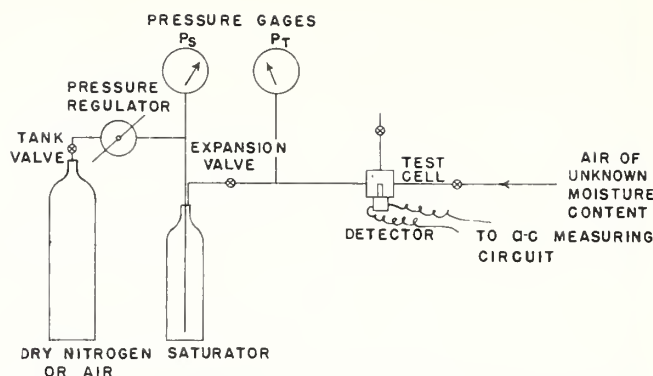 PRESSURE GAGES
PS
PT
PRESSURE
REGULATOR
TANK
VALVE
EXPANSION
VALVE
TEST
CELL
AIR OF
UNKNOWN
MOISTURE
CONTENT
DETECTOR
TO a-c MEASURING
CIRCUIT
DRY NITROGEN
OR AIR
SATURATOR